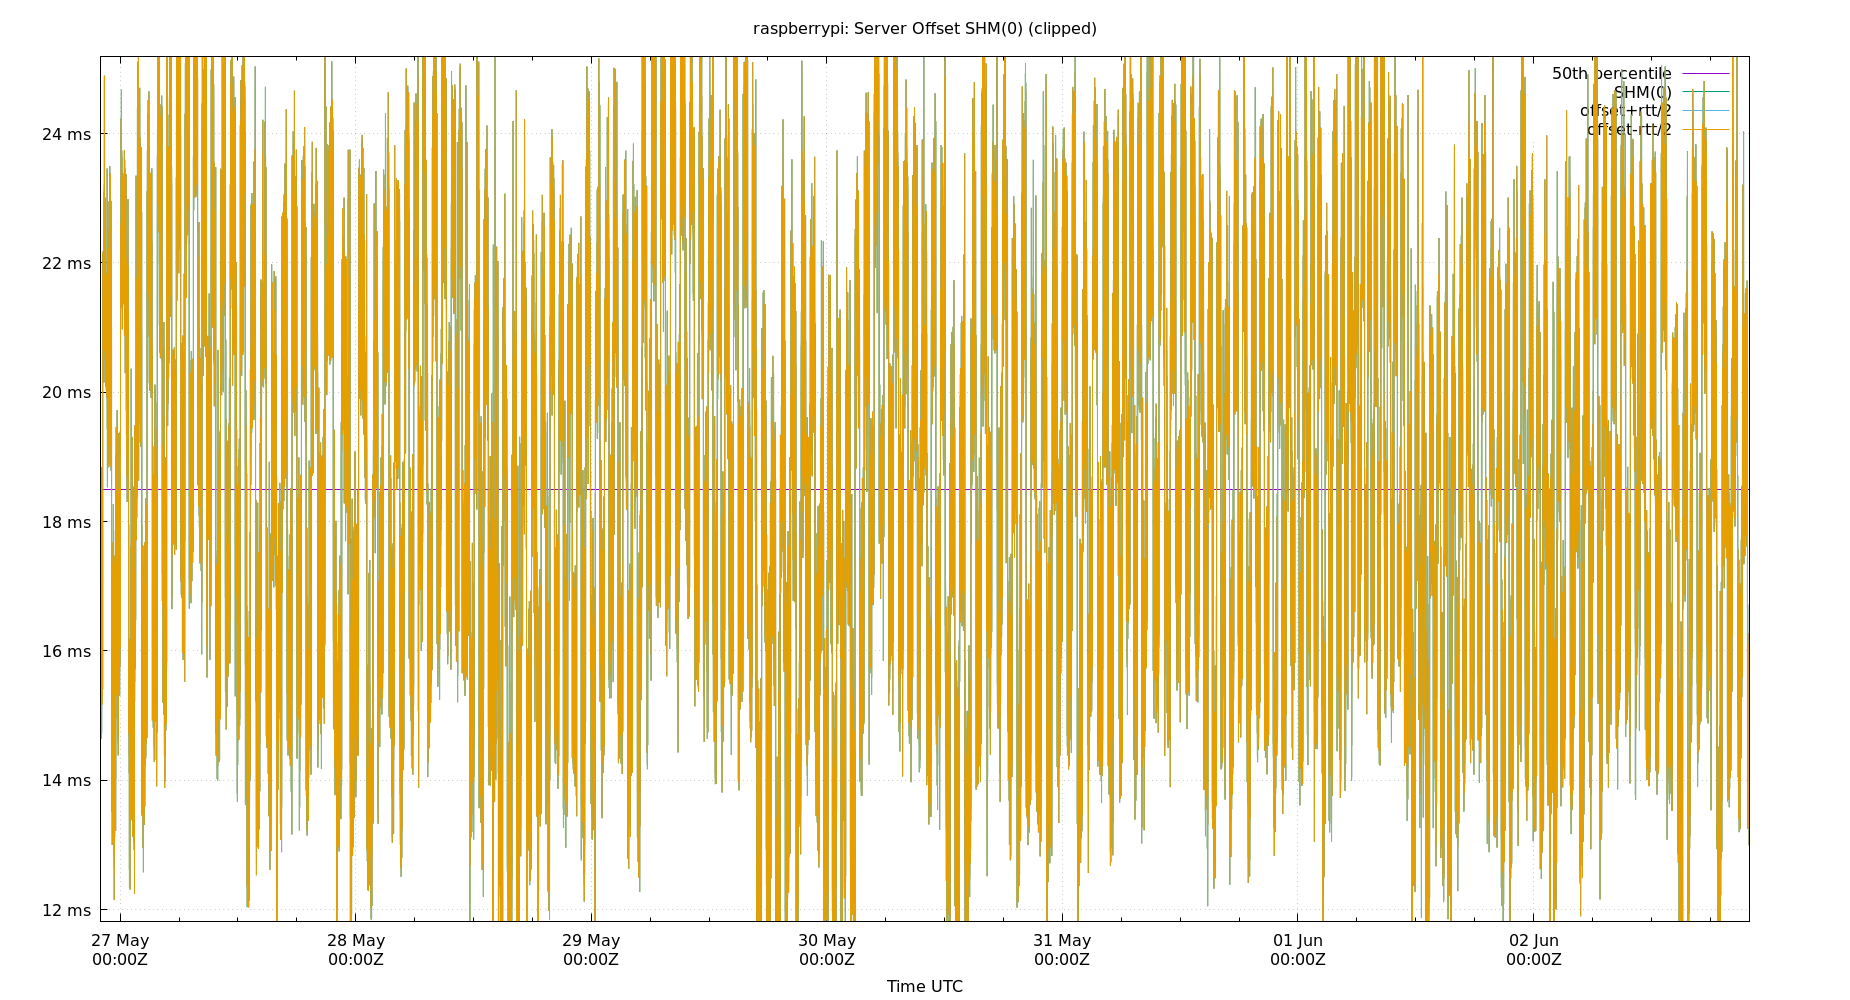 raspberrypi: Server Offset SHM(0) (clipped)
50th percentile
SHM(0)
offset+rtt/2
offset-rtt/2
24 ms
22 ms
20 ms
18 ms
16 ms
14 ms
12 ms
27 May 28 May 29 May 30 May 31 May 01 Jun 02 Jun
00:00Z 00:00Z 00:00Z 00:00Z 00:00Z 00:00Z 00:00Z
Time UTC